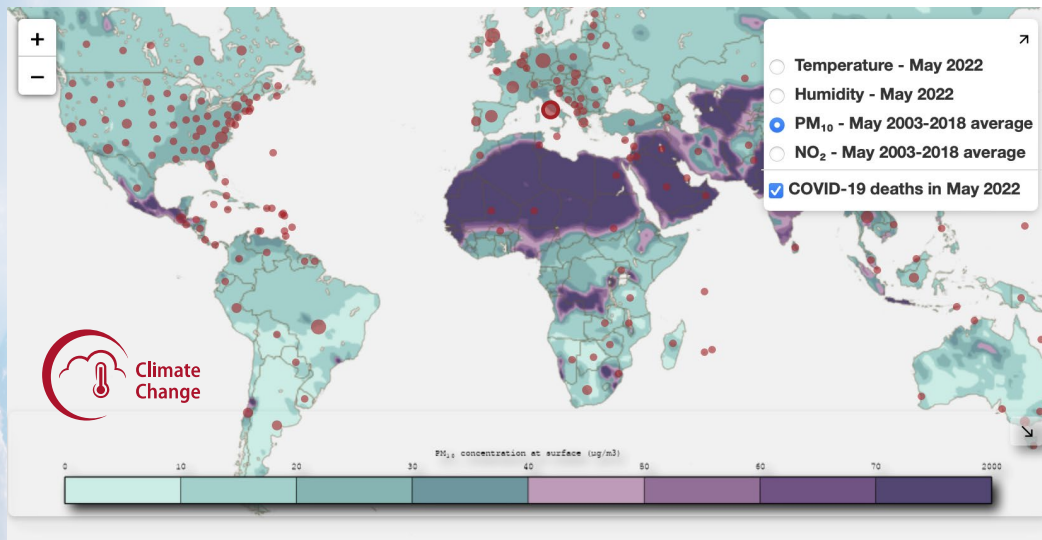 +
−
Temperature - May 2022
Humidity - May 2022
PM₁₀ - May 2003-2018 average
NO₂ - May 2003-2018 average
COVID-19 deaths in May 2022
Climate
Change
PM₁₀ concentration at surface (ug/m3)
0 10 20 30 40 50 60 70 2000